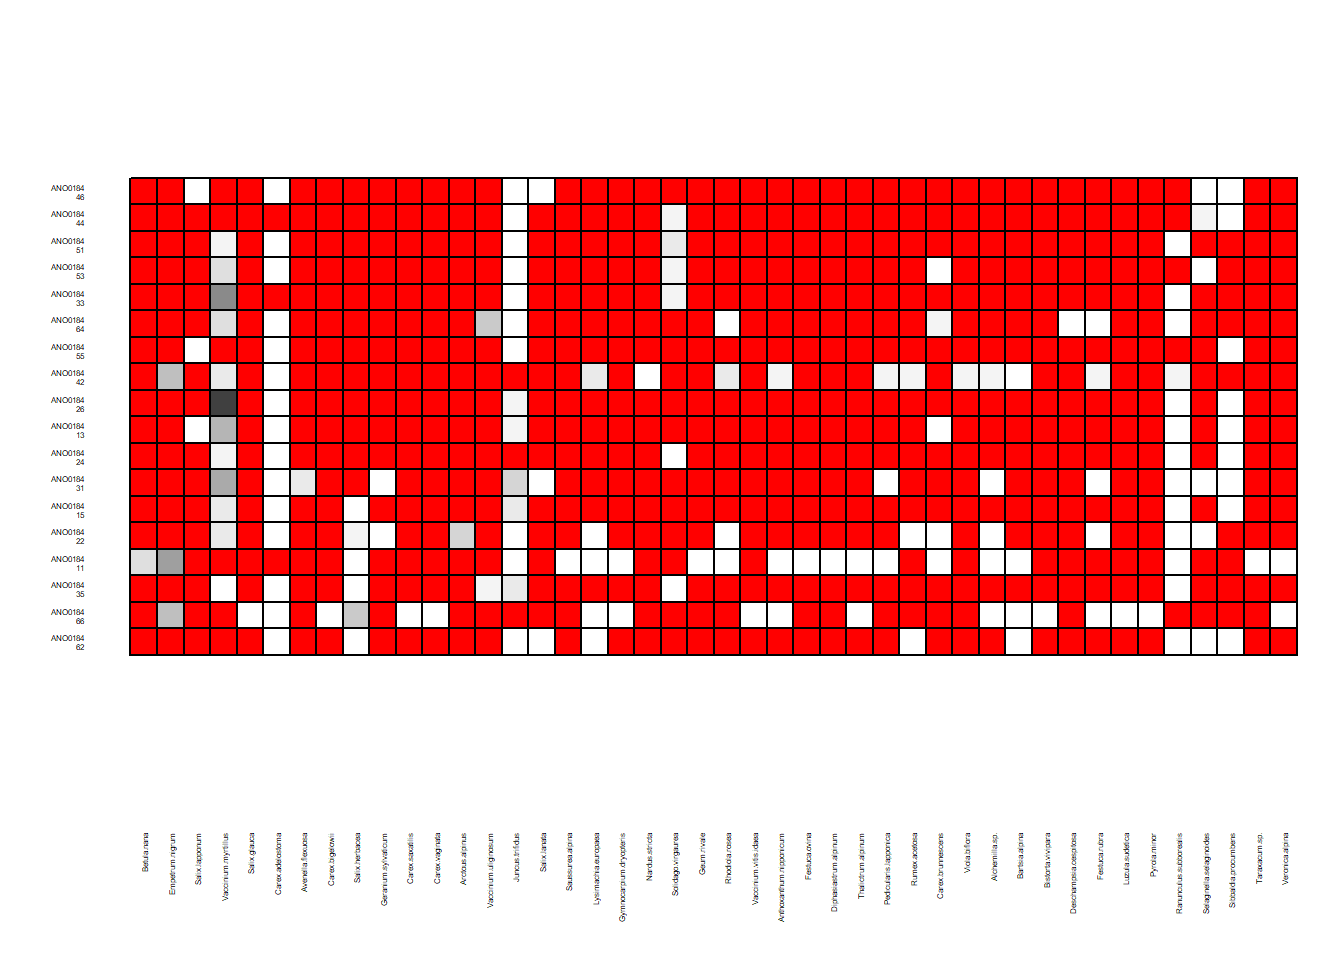 ANO0184
46
ANO0184
44
ANO0184
51
ANO0184
53
ANO0184
33
ANO0184
64
ANO0184
55
ANO0184
42
ANO0184
26
ANO0184
13
ANO0184
24
ANO0184
31
ANO0184
15
ANO0184
22
ANO0184
11
ANO0184
35
ANO0184
66
ANO0184
62
Betula.nana
Empetrum.nigrum
Salix.lapponum
Vaccinium.myrtillus
Salix.glauca
Carex.adelostoma
Avenella.flexuosa
Carex.bigelowii
Salix.herbacea
Geranium.sylvaticum
Carex.saxatilis
Carex.vaginata
Arctous.alpinus
Vaccinium.uliginosum
Juncus.trifidus
Salix.lanata
Saussurea.alpina
Lysimachia.europaea
Gymnocarpium.dryopteris
Nardus.stricta
Solidago.virgaurea
Geum.rivale
Rhodiola.rosea
Vaccinium.vitis.idaea
Anthoxanthum.nipponicum
Festuca.ovina
Diphasiastrum.alpinum
Thalictrum.alpinum
Pedicularis.lapponica
Rumex.acetosa
Carex.brunnescens
Viola.biflora
Alchemilla.sp.
Bartsia.alpina
Bistorta.vivipara
Deschampsia.cespitosa
Festuca.rubra
Luzula.sudetica
Pyrola.minor
Ranunculus.subborealis
Selaginella.selaginoides
Sibbaldia.procumbens
Taraxacum.sp.
Veronica.alpina